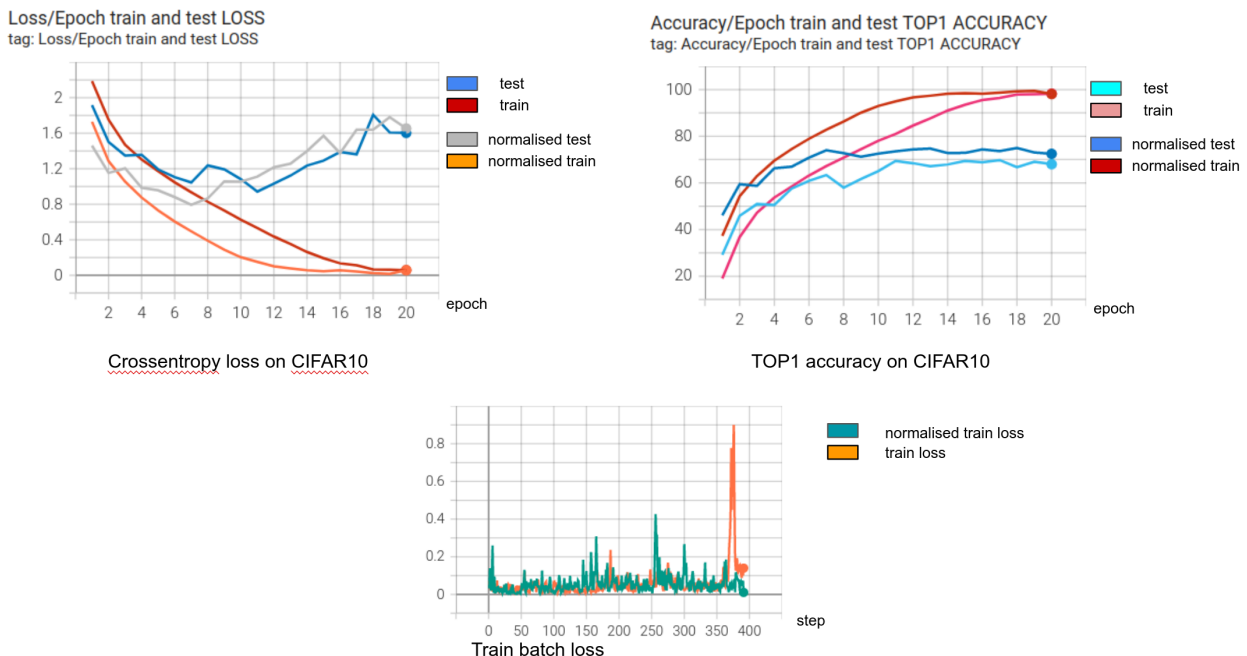 Loss/Epoch train and test LOSS
tag: Loss/Epoch train and test LOSS
2
1.6
1.2
0.8
0.4
0
2 4 6 8 10 12 14 16 18 20
epoch
test
train
normalised test
normalised train
Crossentropy loss on CIFAR10
Accuracy/Epoch train and test TOP1 ACCURACY
tag: Accuracy/Epoch train and test TOP1 ACCURACY
100
80
60
40
20
2 4 6 8 10 12 14 16 18 20
epoch
test
train
normalised test
normalised train
TOP1 accuracy on CIFAR10
0.8
0.6
0.4
0.2
0
0 50 100 150 200 250 300 350 400
step
normalised train loss
train loss
Train batch loss